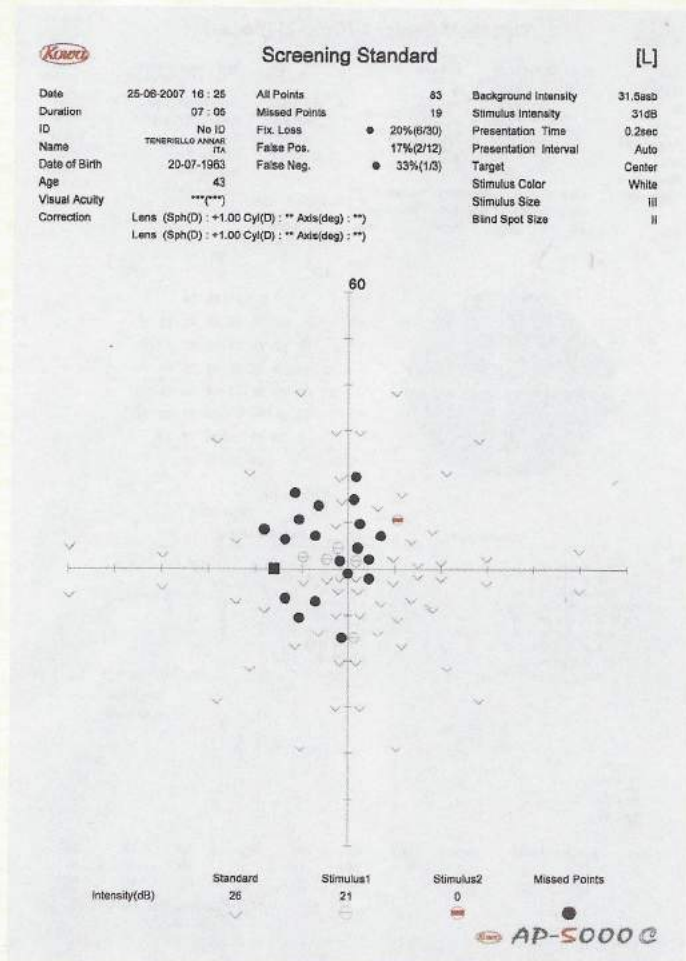 Kowa
Screening Standard
[L]
Date 25-06-2007 16 : 25 All Points 83 Background Intensity 31.5asb
Duration 07 : 05 Missed Points 19 Stimulus Intensity 31dB
ID No ID Fix. Loss ● 20%(6/30) Presentation Time 0.2sec
Name TENERIELLO ANNARITA False Pos. 17%(2/12) Presentation Interval Auto
Date of Birth 20-07-1963 False Neg. ● 33%(1/3) Target Center
Age 43 Stimulus Color White
Visual Acuity ***(***) Stimulus Size III
Correction Lens (Sph(D) : +1.00 Cyl(D) : ** Axis(deg) : **) Blind Spot Size II
Lens (Sph(D) : +1.00 Cyl(D) : ** Axis(deg) : **)
60
Standard Stimulus1 Stimulus2 Missed Points
Intensity(dB) 26 21 0
Kowa AP-5000C